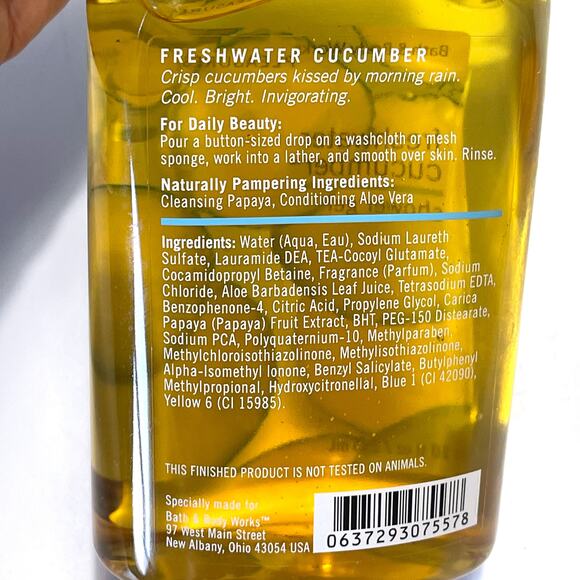 FRESHWATER CUCUMBER
Crisp cucumbers kissed by morning rain.
Cool. Bright. Invigorating.
For Daily Beauty:
Pour a button-sized drop on a washcloth or mesh
sponge, work into a lather, and smooth over skin. Rinse.
Naturally Pampering Ingredients:
Cleansing Papaya, Conditioning Aloe Vera
Ingredients: Water (Aqua, Eau), Sodium Laureth
Sulfate, Lauramide DEA, TEA-Cocoyl Glutamate,
Cocamidopropyl Betaine, Fragrance (Parfum), Sodium
Chloride, Aloe Barbadensis Leaf Juice, Tetrasodium EDTA,
Benzophenone-4, Citric Acid, Propylene Glycol, Carica
Papaya (Papaya) Fruit Extract, BHT, PEG-150 Distearate,
Sodium PCA, Polyquaternium-10, Methylparaben,
Methylchloroisothiazolinone, Methylisothiazolinone,
Alpha-Isomethyl Ionone; Benzyl Salicylate, Butylphenyl
Methylpropional, Hydroxycitronellal, Blue 1 (CI 42090),
Yellow 6 (CI 15985).
THIS FINISHED PRODUCT IS NOT TESTED ON ANIMALS.
Specially made for
Bath & Body Works™
97 West Main Street
New Albany, Ohio 43054 USA
0637293075578
cucumber
shower gel